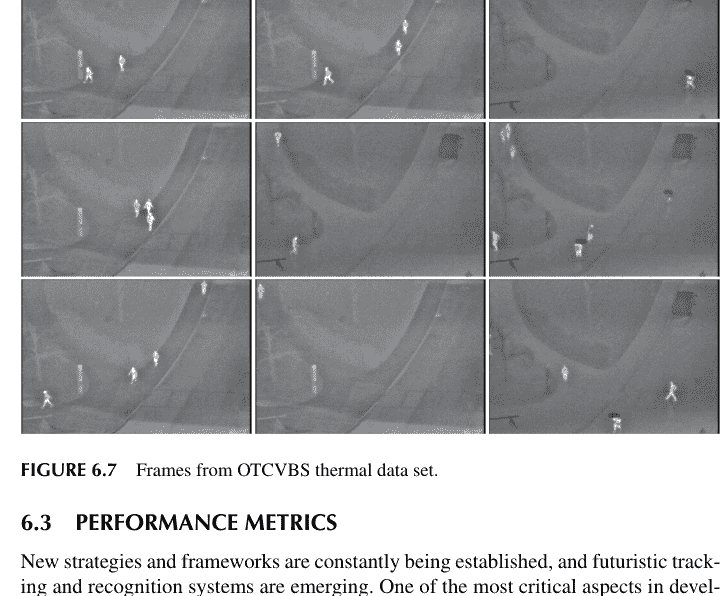 FIGURE 6.7 Frames from OTCVBS thermal data set.
6.3 PERFORMANCE METRICS
New strategies and frameworks are constantly being established, and futuristic track-
ing and recognition systems are emerging. One of the most critical aspects in devel-